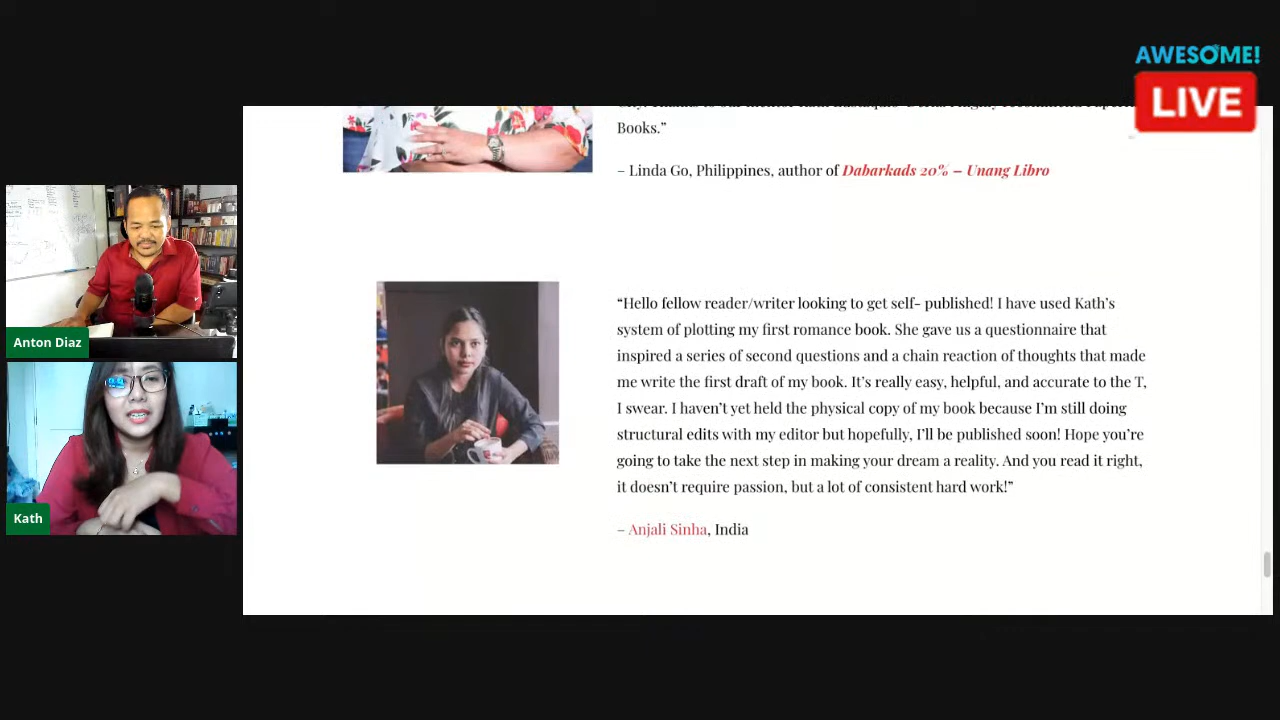 AWESOME!
LIVE
Books.”
– Linda Go, Philippines, author of Dabarkads 20% – Unang Libro
“Hello fellow reader/writer looking to get self- published! I have used Kath’s
system of plotting my first romance book. She gave us a questionnaire that
inspired a series of second questions and a chain reaction of thoughts that made
me write the first draft of my book. It’s really easy, helpful, and accurate to the T,
I swear. I haven’t yet held the physical copy of my book because I’m still doing
structural edits with my editor but hopefully, I’ll be published soon! Hope you’re
going to take the next step in making your dream a reality. And you read it right,
it doesn’t require passion, but a lot of consistent hard work!”
– Anjali Sinha, India
Anton Diaz
Kath